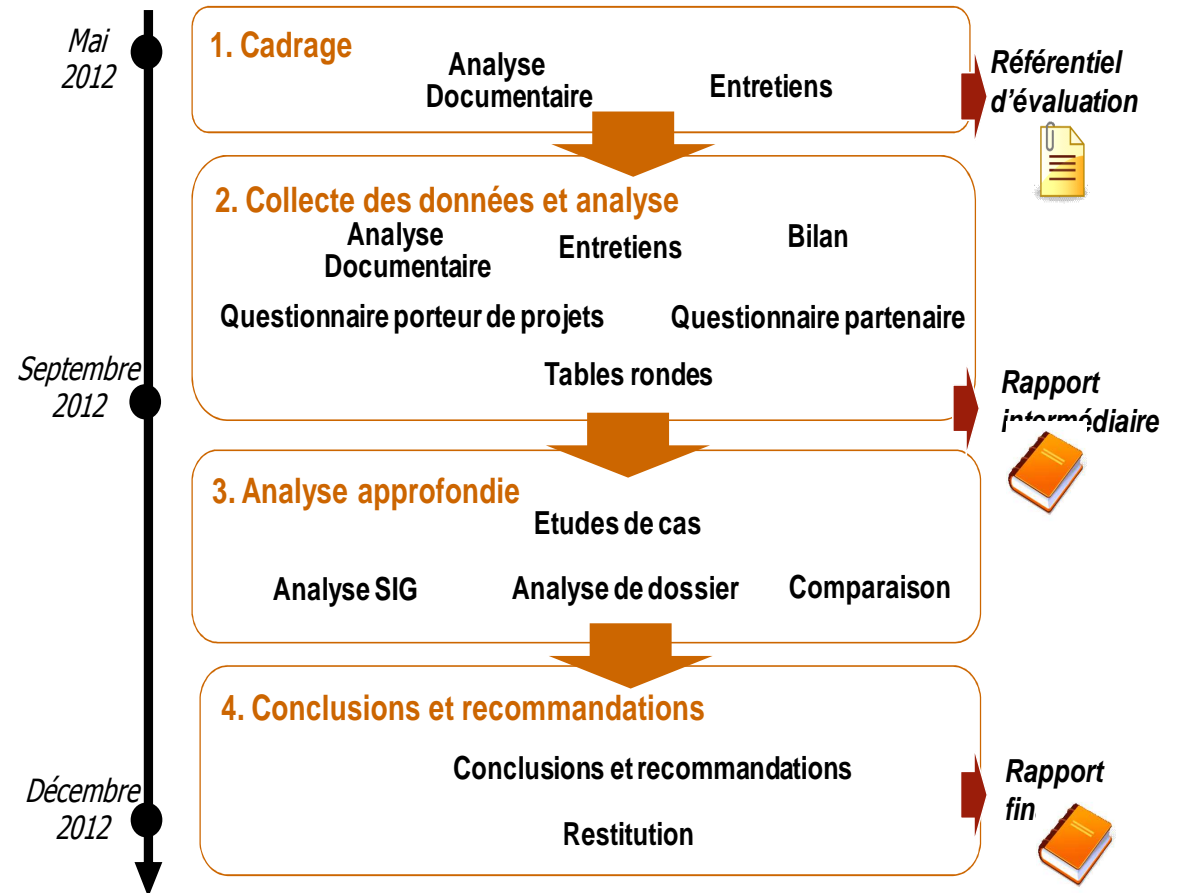 Mai
2012
1. Cadrage
Analyse
Documentaire
Entretiens
Référentiel
d'évaluation
2. Collecte des données et analyse
Analyse
Documentaire
Entretiens
Bilan
Questionnaire porteur de projets
Questionnaire partenaire
Tables rondes
Septembre
2012
Rapport
intermédiaire
3. Analyse approfondie
Etudes de cas
Analyse SIG
Analyse de dossier
Comparaison
4. Conclusions et recommandations
Conclusions et recommandations
Restitution
Décembre
2012
Rapport